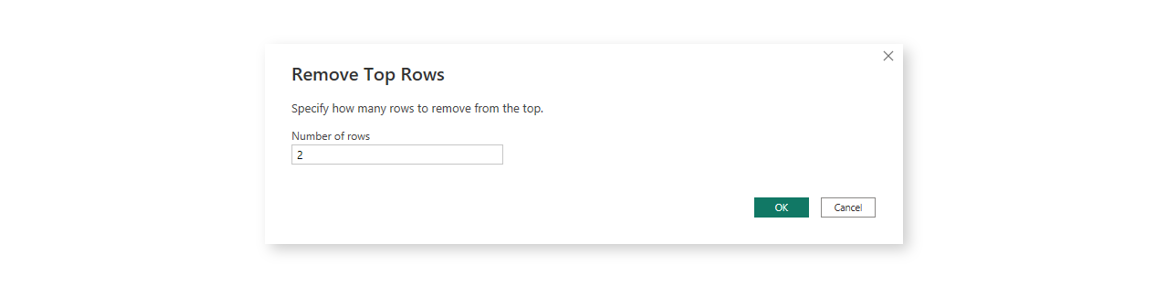 Remove Top Rows
Specify how many rows to remove from the top.
Number of rows
2
OK
Cancel